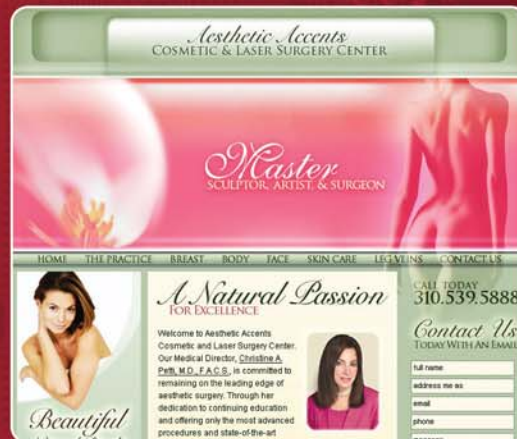 Aesthetic Accents
COSMETIC & LASER SURGERY CENTER
Master
SCULPTOR, ARTIST, & SURGEON
HOME THE PRACTICE BREAST BODY FACE SKIN CARE LEG VEINS CONTACT US
A Natural Passion
FOR EXCELLENCE
Welcome to Aesthetic Accents
Cosmetic and Laser Surgery Center.
Our Medical Director, Christine A.
Petti, M.D., F.A.C.S., is committed to
remaining on the leading edge of
aesthetic surgery. Through her
dedication to continuing education
and offering only the most advanced
procedures and state-of-the-art
CALL TODAY
310.539.5888
Contact Us
TODAY WITH AN EMAIL
full name
address me as
email
phone
Beautiful